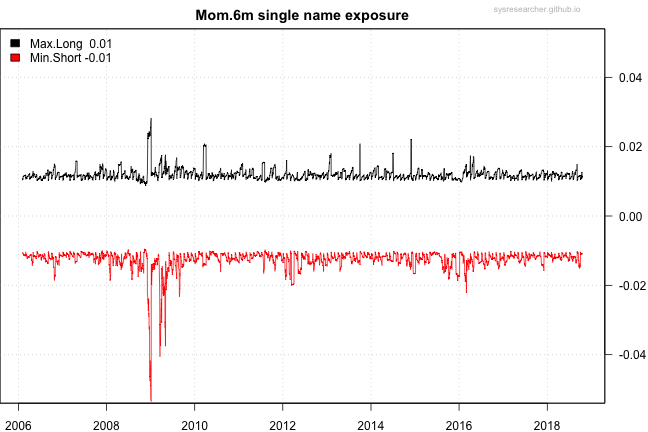 Mom.6m single name exposure
sysresearcher.github.io
Max.Long 0.01
Min.Short -0.01
0.04
0.02
0.00
-0.02
-0.04
2006 2008 2010 2012 2014 2016 2018